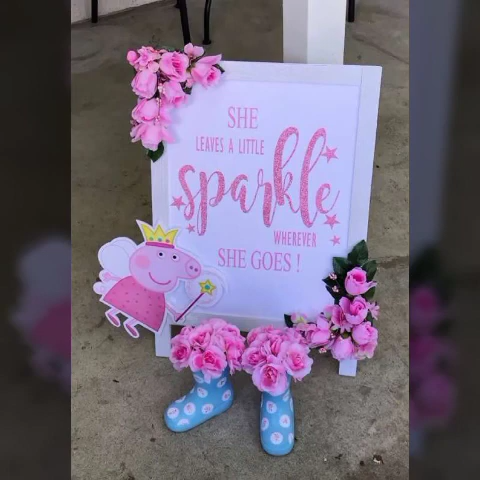 SHE
LEAVES A LITTLE
sparkle
WHEREVER
SHE GOES!